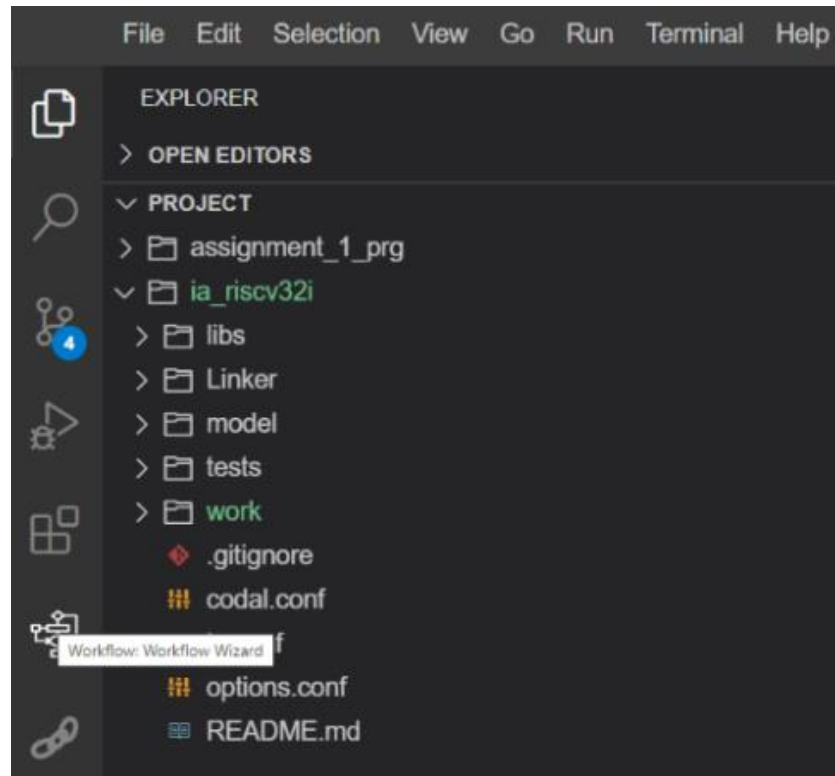 File Edit Selection View Go Run Terminal Help
EXPLORER
OPEN EDITORS
PROJECT
assignment_1_prg
ia_riscv32i
libs
Linker
model
4
tests
work
.gitignore
codal.conf
Workflow: Workflow Wizard
options.conf
README.md